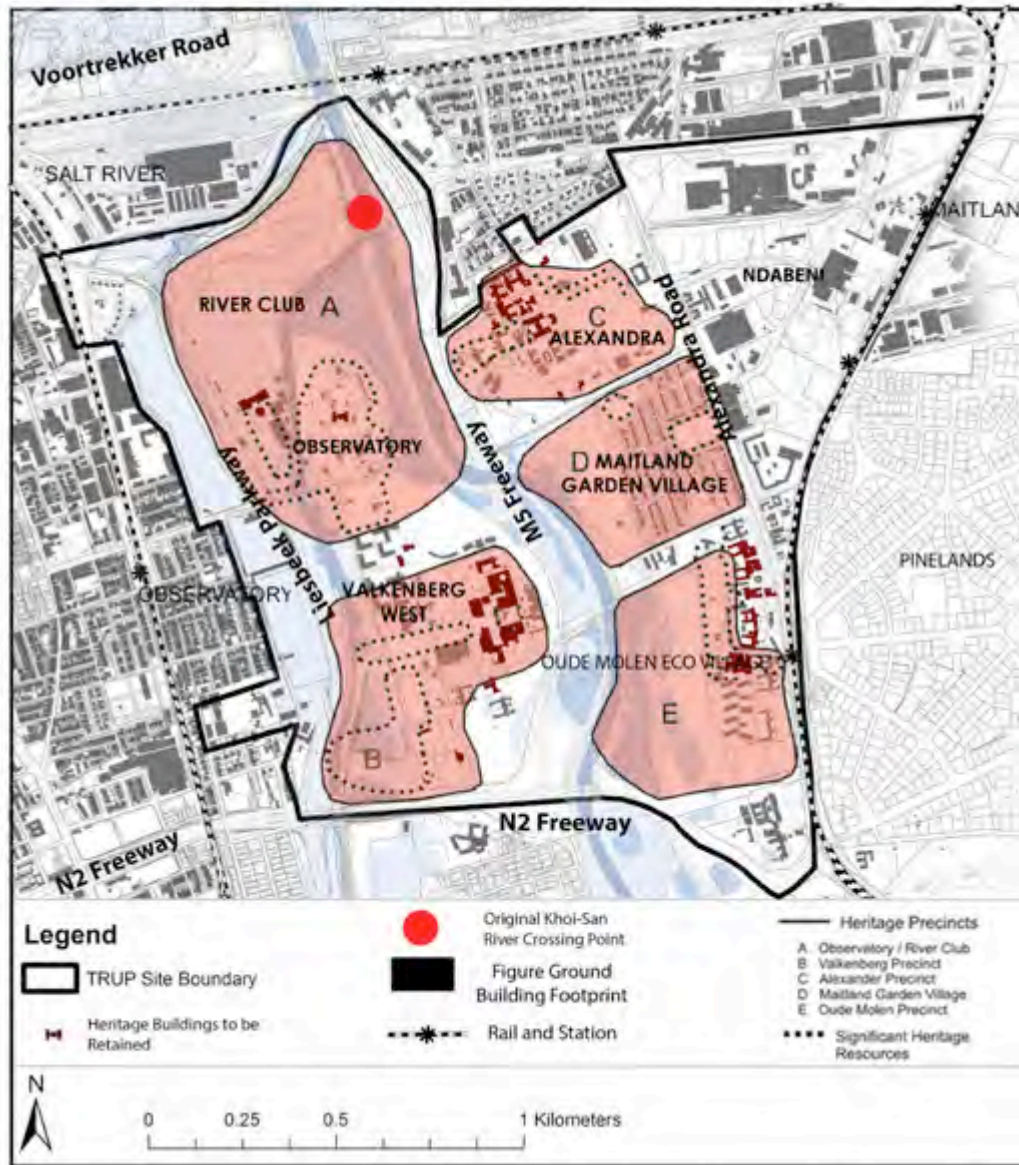 Voortrekker Road
SALT RIVER
MAITLAND
NDABENI
RIVER CLUB
A
C
ALEXANDRA
Alexandra Road
OBSERVATORY
D MAITLAND
GARDEN VILLAGE
M5 Freeway
Liesbeek parkway
PINELANDS
OBSERVATORY
VALKENBERG
WEST
OUDE MOLEN ECO VILLAGE
E
B
N2 Freeway
N2 Freeway
Legend
TRUP Site Boundary
Heritage Buildings to be
Retained
Original Khoi-San
River Crossing Point
Figure Ground
Building Footprint
Rail and Station
Heritage Precincts
A Observatory / River Club
B Valkenberg Precinct
C Alexander Precinct
D Maitland Garden Village
E Oude Molen Precinct
Significant Heritage
Resources
N
0 0.25 0.5 1 Kilometers